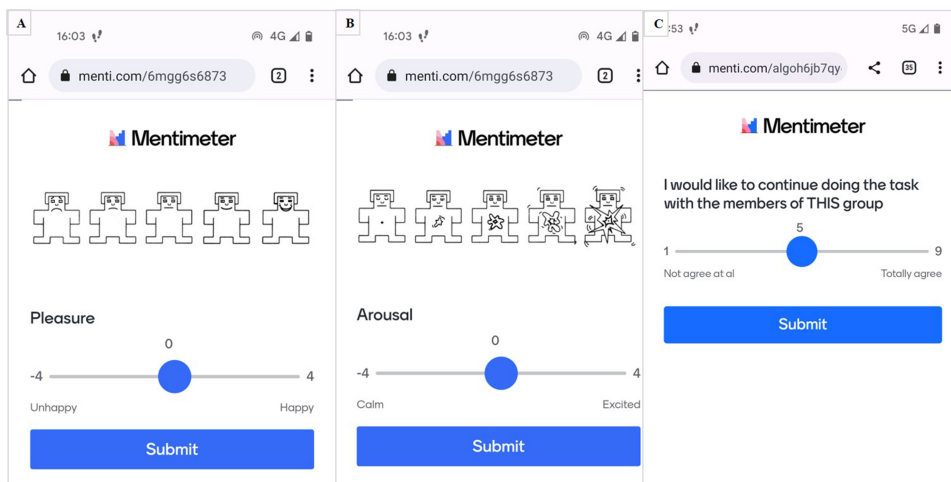 A
16:03
4G
menti.com/6mgg6s6873
2
Mentimeter
Pleasure
0
-4
4
Unhappy
Happy
Submit
B
16:03
4G
menti.com/6mgg6s6873
2
Mentimeter
Arousal
0
-4
4
Calm
Excited
Submit
C
:53
5G
menti.com/algoh6jb7qy
35
Mentimeter
I would like to continue doing the task
with the members of THIS group
5
1
9
Not agree at al
Totally agree
Submit